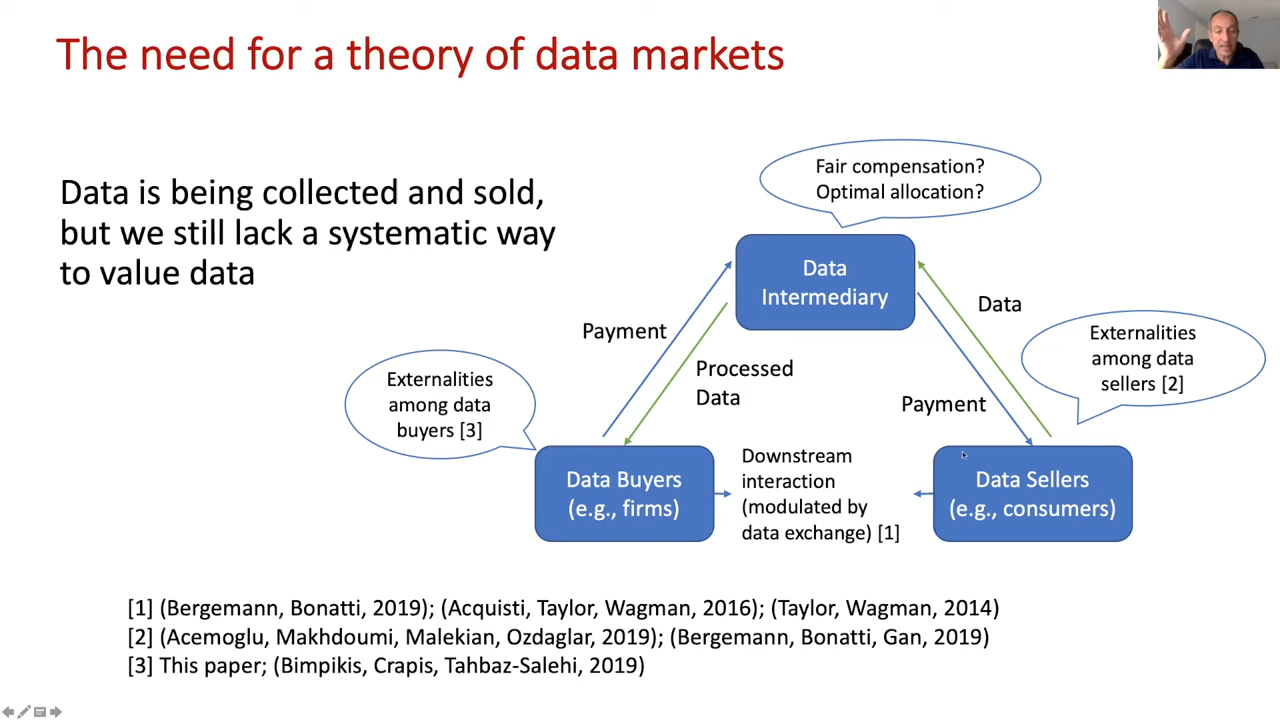 The need for a theory of data markets
Data is being collected and sold,
but we still lack a systematic way
to value data
Fair compensation?
Optimal allocation?
Data
Intermediary
Payment
Processed
Data
Data
Payment
Externalities
among data
sellers [2]
Externalities
among data
buyers [3]
Data Buyers
(e.g., firms)
Downstream
interaction
(modulated by
data exchange) [1]
Data Sellers
(e.g., consumers)
[1] (Bergemann, Bonatti, 2019); (Acquisti, Taylor, Wagman, 2016); (Taylor, Wagman, 2014)
[2] (Acemoglu, Makhdoumi, Malekian, Ozdaglar, 2019); (Bergemann, Bonatti, Gan, 2019)
[3] This paper; (Bimpikis, Crapis, Tahbaz-Salehi, 2019)